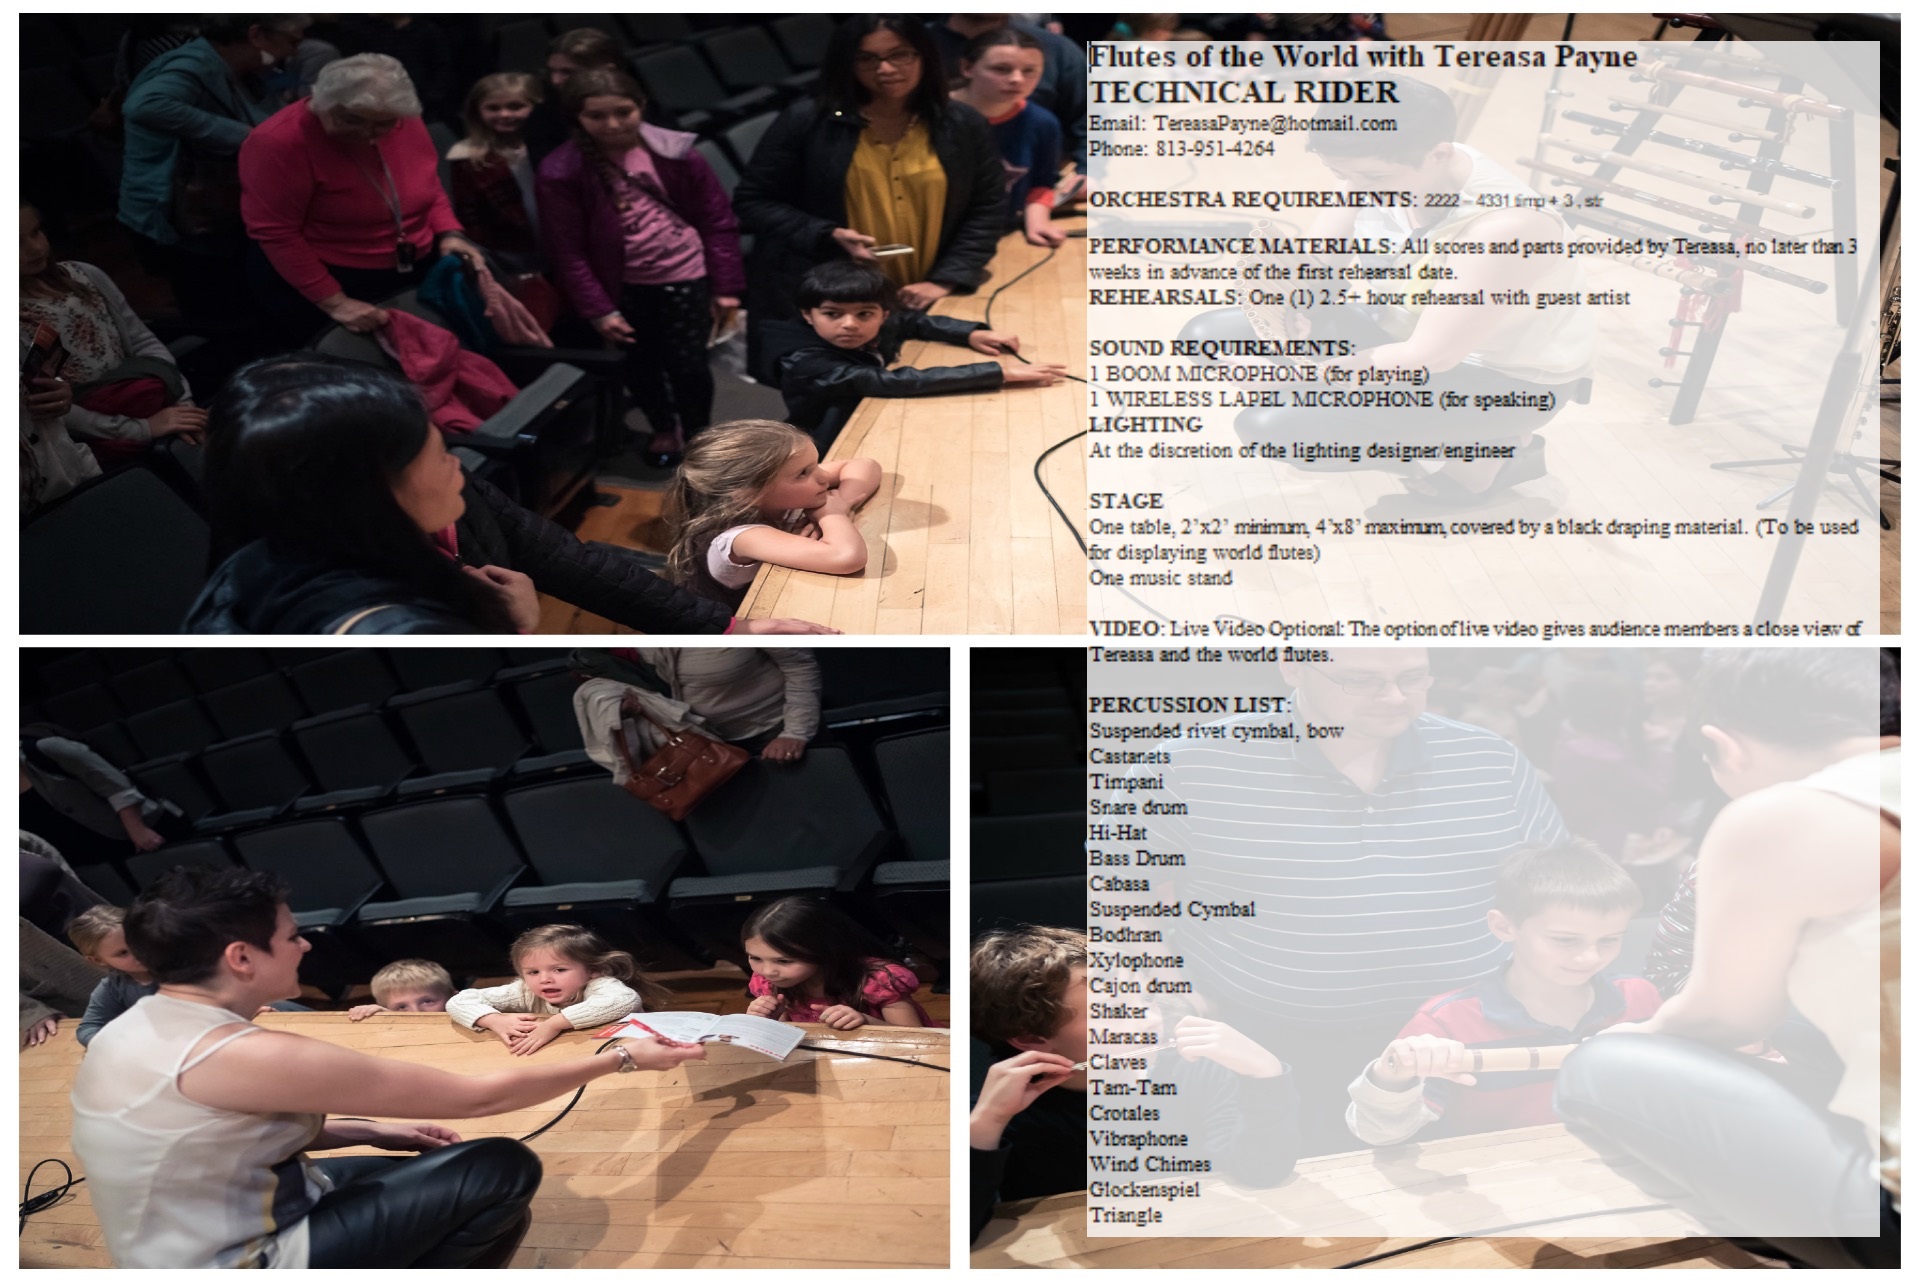 Flutes of the World with Tereasa Payne
TECHNICAL RIDER
Email: TereasaPayne@hotmail.com
Phone: 813-951-4264
ORCHESTRA REQUIREMENTS: 2222 – 4331 timp + 3 , str
PERFORMANCE MATERIALS: All scores and parts provided by Tereasa, no later than 3
weeks in advance of the first rehearsal date.
REHEARSALS: One (1) 2.5+ hour rehearsal with guest artist
SOUND REQUIREMENTS:
1 BOOM MICROPHONE (for playing)
1 WIRELESS LAPEL MICROPHONE (for speaking)
LIGHTING
At the discretion of the lighting designer/engineer
STAGE
One table, 2’x2’ minimum, 4’x8’ maximum, covered by a black draping material. (To be used
for displaying world flutes)
One music stand
VIDEO: Live Video Optional: The option of live video gives audience members a close view of
Tereasa and the world flutes.
PERCUSSION LIST:
Suspended rivet cymbal, bow
Castanets
Timpani
Snare drum
Hi-Hat
Bass Drum
Cabasa
Suspended Cymbal
Bodhran
Xylophone
Cajon drum
Shaker
Maracas
Claves
Tam-Tam
Crotales
Vibraphone
Wind Chimes
Glockenspiel
Triangle